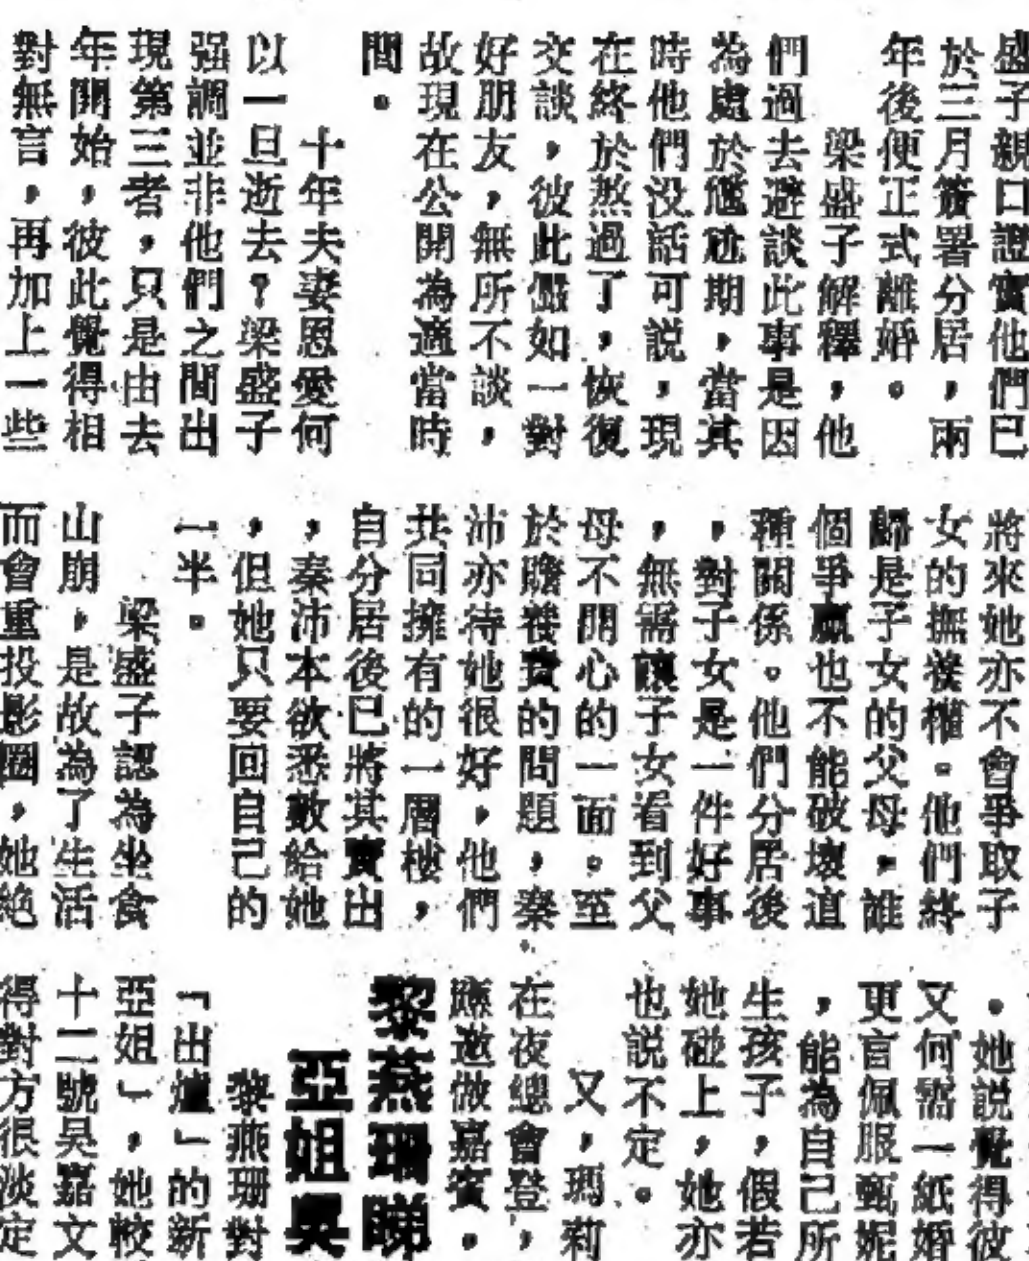 盛子親口證實他們已
於三月簽署分居，兩
年後便正式離婚。
梁盛子解釋，他
們過去避談此事是因
為處於尷尬期，當其
時他們没話可説，現
在終於熬過了，恢復
交談，彼此儼如一對
好朋友，無所不談，
故現在公開為適當時
間。
十年夫妻恩愛何
以一旦逝去？梁盛子
强調並非他們之間出
現第三者，只是由去
年開始，彼此覺得相
對無言，再加上一些
將來她亦不會爭取子
女的撫養權。他們終
歸是子女的父母，誰
個爭贏也不能破壞這
種關係。他們分居後
，對子女是一件好事
，無需讓子女看到父
母不開心的一面。至
於贍養費的問題，秦
沛亦待她很好，他們
共同擁有的一層樓，
自分居後已將其賣出
，秦沛本欲悉數給她
，但她只要回自己的
一半。
梁盛子認為坐食
山崩，是故為了生活
而會重投影圈，她絶
。她説覺得彼
又何需一紙婚
更言佩服甄妮
，能為自己所
生孩子，假若
她碰上，她亦
也説不定。
又，瑪莉
在夜總會登，
應邀做嘉賓，
黎燕珊睇
亞姐吳
黎燕珊對
「出爐」的新
亞姐」，她較
十二號吳嘉文
得對方很淡定